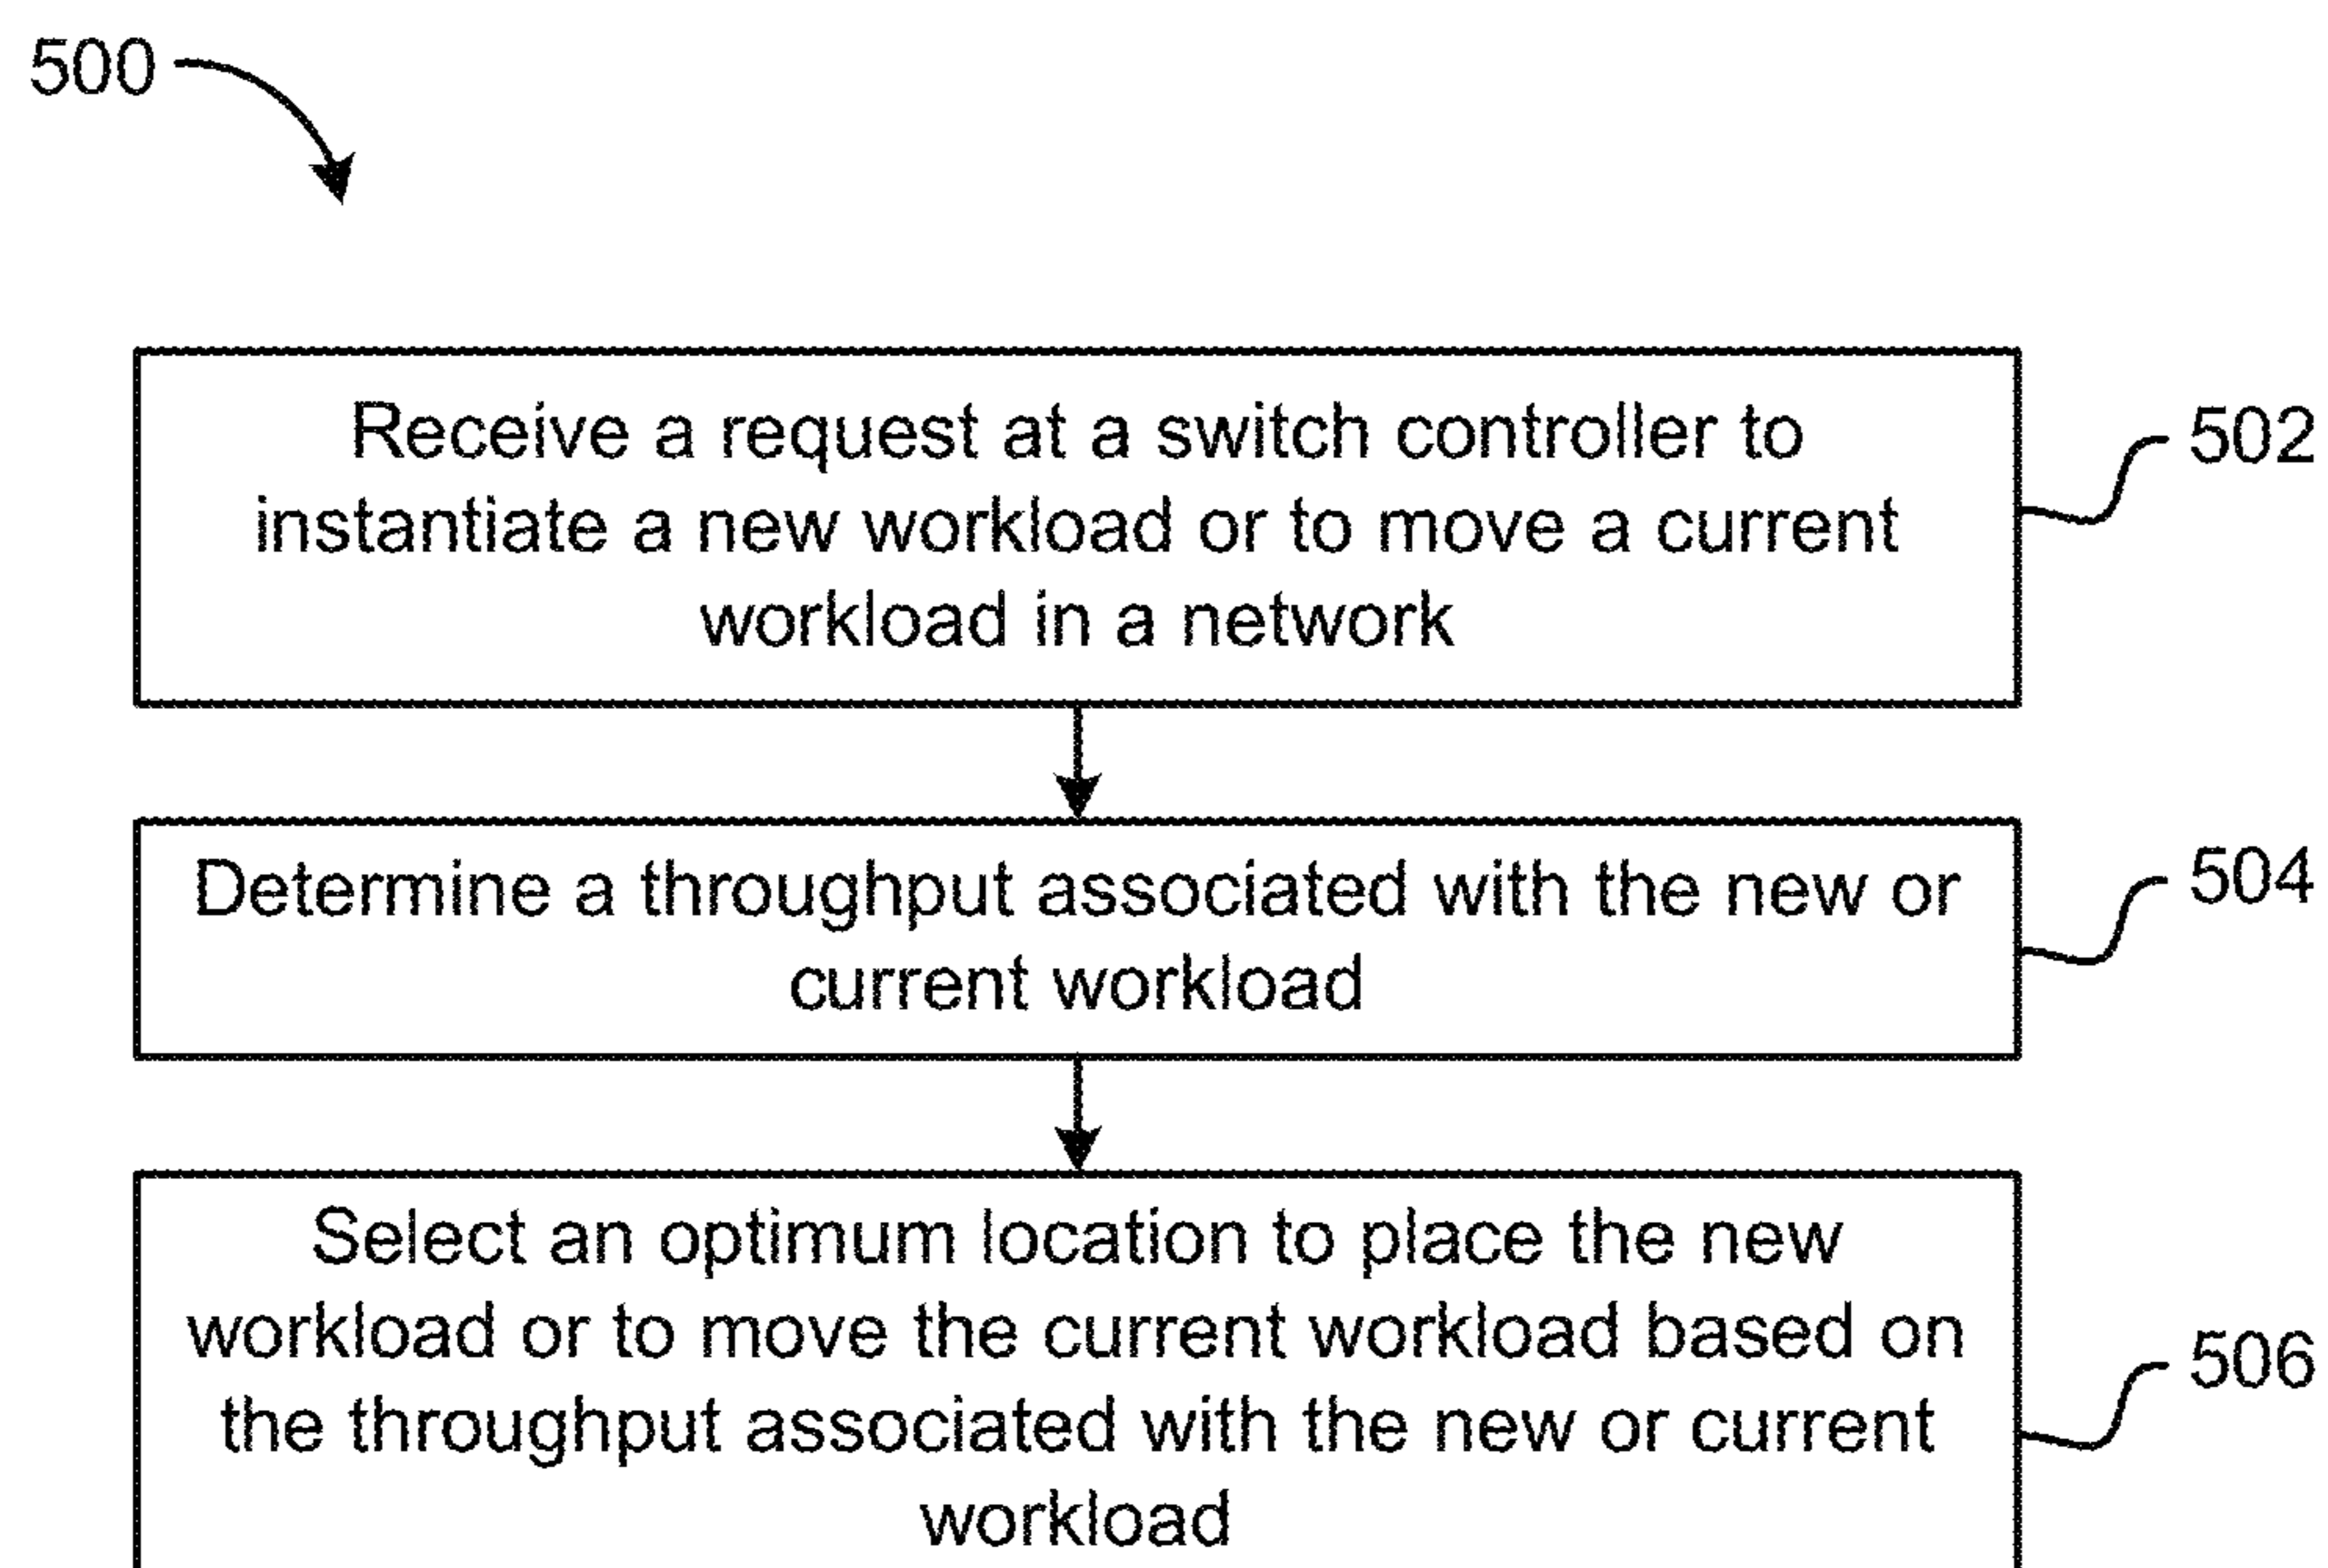 500
Receive a request at a switch controller to
instantiate a new workload or to move a current
workload in a network
502
Determine a throughput associated with the new or
current workload
504
Select an optimum location to place the new
workload or to move the current workload based on
the throughput associated with the new or current
workload
506